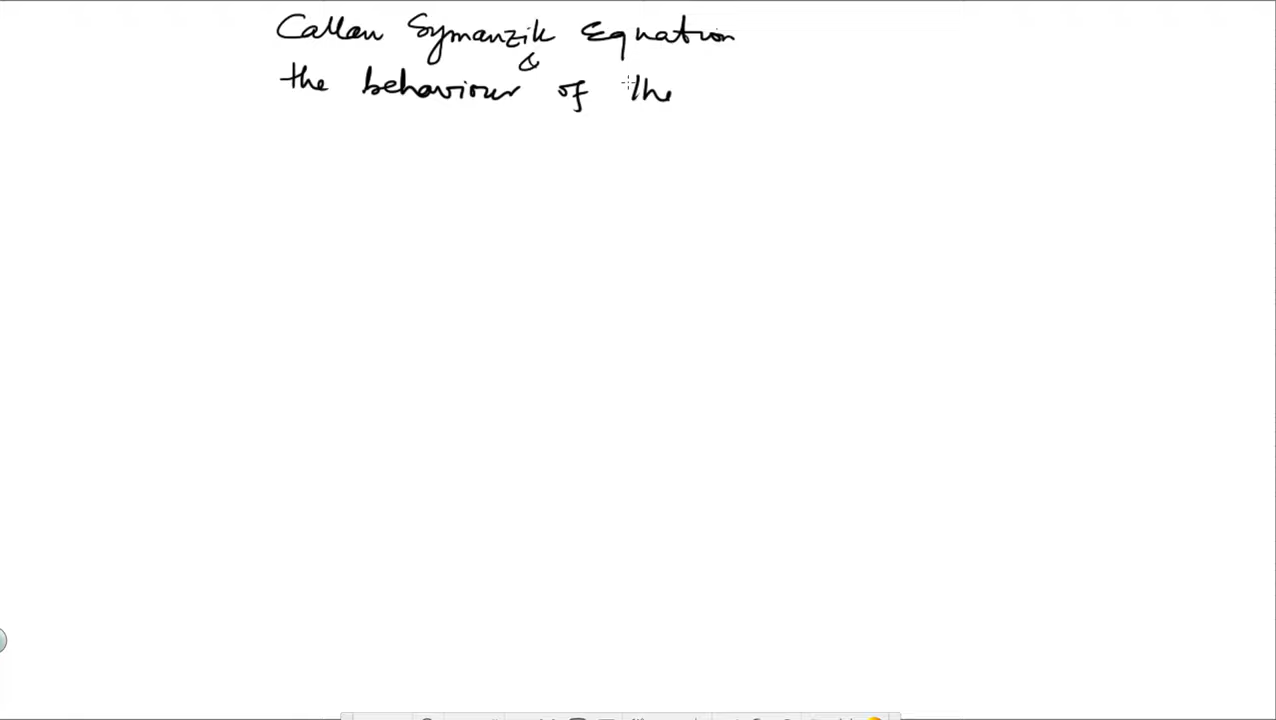 Callan Symanzik Equation
&
the behaviour of the